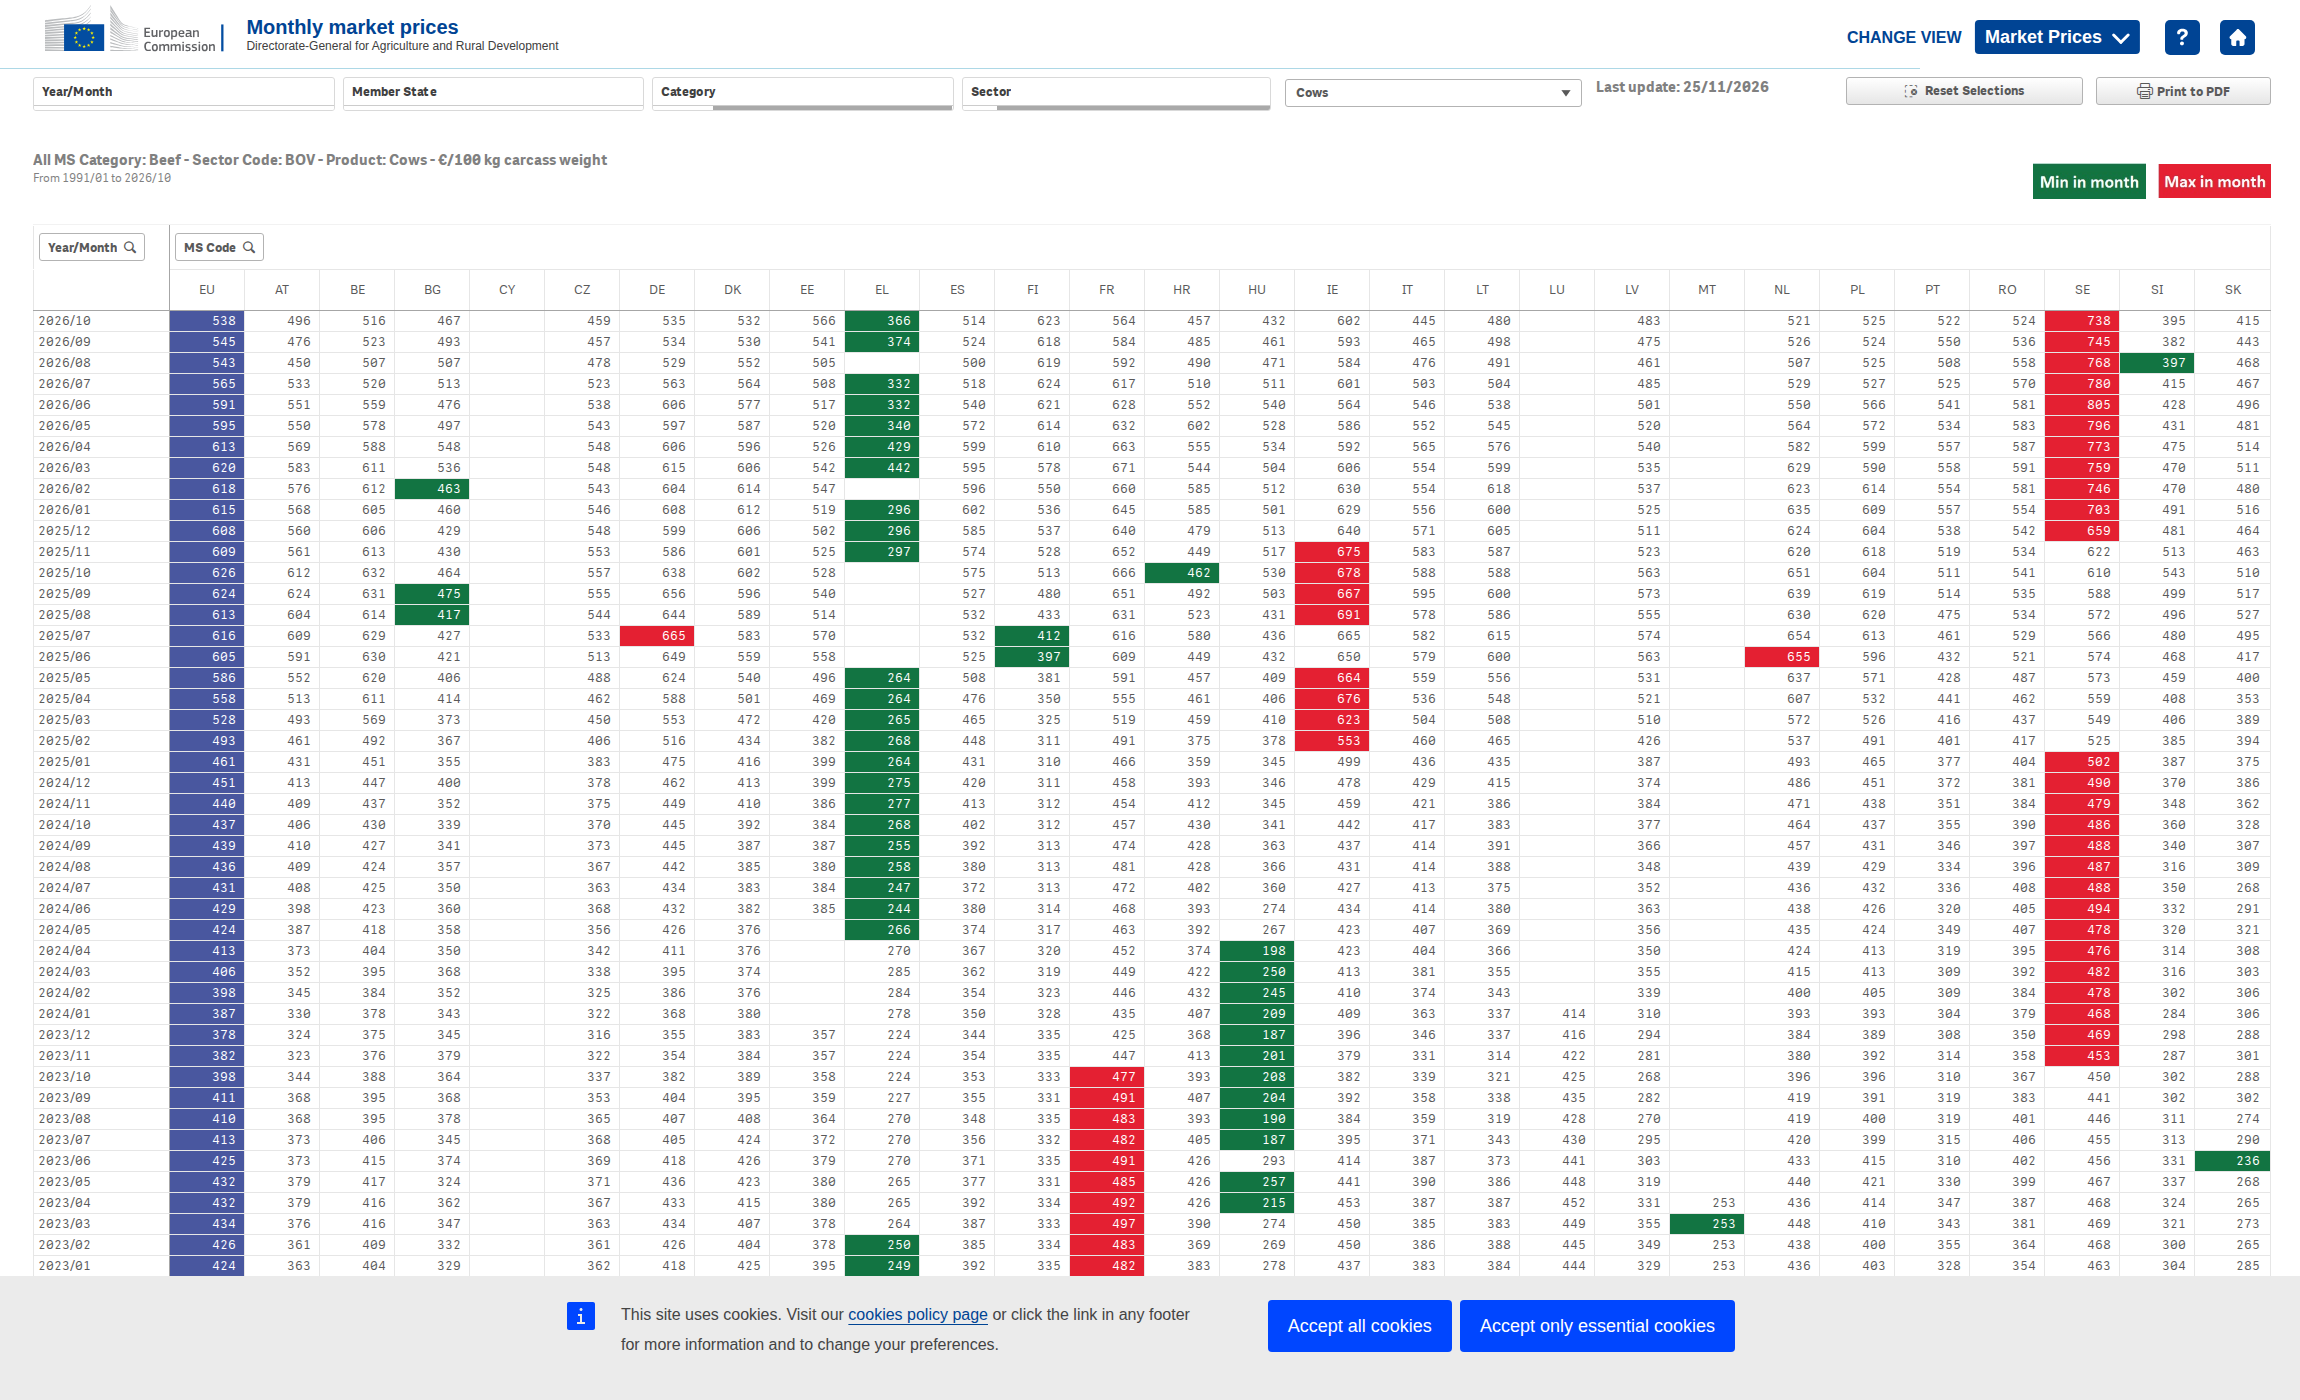 European
Commission
Monthly market prices
Directorate-General for Agriculture and Rural Development
CHANGE VIEW Market Prices ?
Year/Month Member State Category Sector Cows Last update: 25/11/2026 Reset Selections Print to PDF
All MS Category: Beef - Sector Code: BOV - Product: Cows - €/100 kg carcass weight
From 1991/01 to 2026/10
Min in month Max in month
Year/Month MS Code
EU AT BE BG CY CZ DE DK EE EL ES FI FR HR HU IE IT LT LU LV MT NL PL PT RO SE SI SK
2026/10 538 496 516 467 459 535 532 566 366 514 623 564 457 432 602 445 480 483 521 525 522 524 738 395 415
2026/09 545 476 523 493 457 534 530 541 374 524 618 584 485 461 593 465 498 475 526 524 550 536 745 382 443
2026/08 543 450 507 507 478 529 552 505 500 619 592 490 471 584 476 491 461 507 525 508 558 768 397 468
2026/07 565 533 520 513 523 563 564 508 332 518 624 617 510 511 601 503 504 485 529 527 525 570 780 415 467
2026/06 591 551 559 476 538 606 577 517 332 540 621 628 552 540 564 546 538 501 550 566 541 581 805 428 496
2026/05 595 550 578 497 543 597 587 520 340 572 614 632 602 528 586 552 545 520 564 572 534 583 796 431 481
2026/04 613 569 588 548 548 606 596 526 429 599 610 663 555 534 592 565 576 540 582 599 557 587 773 475 514
2026/03 620 583 611 536 548 615 606 542 442 595 578 671 544 504 606 554 599 535 629 590 558 591 759 470 511
2026/02 618 576 612 463 543 604 614 547 596 550 660 585 512 630 554 618 537 623 614 554 581 746 470 480
2026/01 615 568 605 460 546 608 612 519 296 602 536 645 585 501 629 556 600 525 635 609 557 554 703 491 516
2025/12 608 560 606 429 548 599 606 502 296 585 537 640 479 513 640 571 605 511 624 604 538 542 659 481 464
2025/11 609 561 613 430 553 586 601 525 297 574 528 652 449 517 675 583 587 523 620 618 519 534 622 513 463
2025/10 626 612 632 464 557 638 602 528 575 513 666 462 530 678 588 588 563 651 604 511 541 610 543 510
2025/09 624 624 631 475 555 656 596 540 527 480 651 492 503 667 595 600 573 639 619 514 535 588 499 517
2025/08 613 604 614 417 544 644 589 514 532 433 631 523 431 691 578 586 555 630 620 475 534 572 496 527
2025/07 616 609 629 427 533 665 583 570 532 412 616 580 436 665 582 615 574 654 613 461 529 566 480 495
2025/06 605 591 630 421 513 649 559 558 525 397 609 449 432 650 579 600 563 655 596 432 521 574 468 417
2025/05 586 552 620 406 488 624 540 496 264 508 381 591 457 409 664 559 556 531 637 571 428 487 573 459 400
2025/04 558 513 611 414 462 588 501 469 264 476 350 555 461 406 676 536 548 521 607 532 441 462 559 408 353
2025/03 528 493 569 373 450 553 472 420 265 465 325 519 459 410 623 504 508 510 572 526 416 437 549 406 389
2025/02 493 461 492 367 406 516 434 382 268 448 311 491 375 378 553 460 465 426 537 491 401 417 525 385 394
2025/01 461 431 451 355 383 475 416 399 264 431 310 466 359 345 499 436 435 387 493 465 377 404 502 387 375
2024/12 451 413 447 400 378 462 413 399 275 420 311 458 393 346 478 429 415 374 486 451 372 381 490 370 386
2024/11 440 409 437 352 375 449 410 386 277 413 312 454 412 345 459 421 386 384 471 438 351 384 479 348 362
2024/10 437 406 430 339 370 445 392 384 268 402 312 457 430 341 442 417 383 377 464 437 355 390 486 360 328
2024/09 439 410 427 341 373 445 387 387 255 392 313 474 428 363 437 414 391 366 457 431 346 397 488 340 307
2024/08 436 409 424 357 367 442 385 380 258 380 313 481 428 366 431 414 388 348 439 429 334 396 487 316 309
2024/07 431 408 425 350 363 434 383 384 247 372 313 472 402 360 427 413 375 352 436 432 336 408 488 350 268
2024/06 429 398 423 360 368 432 382 385 244 380 314 468 393 274 434 414 380 363 438 426 320 405 494 332 291
2024/05 424 387 418 358 356 426 376 266 374 317 463 392 267 423 407 369 356 435 424 349 407 478 320 321
2024/04 413 373 404 350 342 411 376 270 367 320 452 374 198 423 404 366 350 424 413 319 395 476 314 308
2024/03 406 352 395 368 338 395 374 285 362 319 449 422 250 413 381 355 355 415 413 309 392 482 316 303
2024/02 398 345 384 352 325 386 376 284 354 323 446 432 245 410 374 343 339 400 405 309 384 478 302 306
2024/01 387 330 378 343 322 368 380 278 350 328 435 407 209 409 363 337 414 310 393 393 304 379 468 284 306
2023/12 378 324 375 345 316 355 383 357 224 344 335 425 368 187 396 346 337 416 294 384 389 308 350 469 298 288
2023/11 382 323 376 379 322 354 384 357 224 354 335 447 413 201 379 331 314 422 281 380 392 314 358 453 287 301
2023/10 398 344 388 364 337 382 389 358 224 353 333 477 393 208 382 339 321 425 268 396 396 310 367 450 302 288
2023/09 411 368 395 368 353 404 395 359 227 355 331 491 407 204 392 358 338 435 282 419 391 319 383 441 302 302
2023/08 410 368 395 378 365 407 408 364 270 348 335 483 393 190 384 359 319 428 270 419 400 319 401 446 311 274
2023/07 413 373 406 345 368 405 424 372 270 356 332 482 405 187 395 371 343 430 295 420 399 315 406 455 313 290
2023/06 425 373 415 374 369 418 426 379 270 371 335 491 426 293 414 387 373 441 303 433 415 310 402 456 331 236
2023/05 432 379 417 324 371 436 423 380 265 377 331 485 426 257 441 390 386 448 319 440 421 330 399 467 337 268
2023/04 432 379 416 362 367 433 415 380 265 392 334 492 426 215 453 387 387 452 331 253 436 414 347 387 468 324 265
2023/03 434 376 416 347 363 434 407 378 264 387 333 497 390 274 450 385 383 449 355 253 448 410 343 381 469 321 273
2023/02 426 361 409 332 361 426 404 378 250 385 334 483 369 269 450 386 388 445 349 253 438 400 355 364 468 300 265
2023/01 424 363 404 329 362 418 425 395 249 392 335 482 383 278 437 383 384 444 329 253 436 403 328 354 463 304 285
This site uses cookies. Visit our cookies policy page or click the link in any footer
for more information and to change your preferences.
Accept all cookies Accept only essential cookies